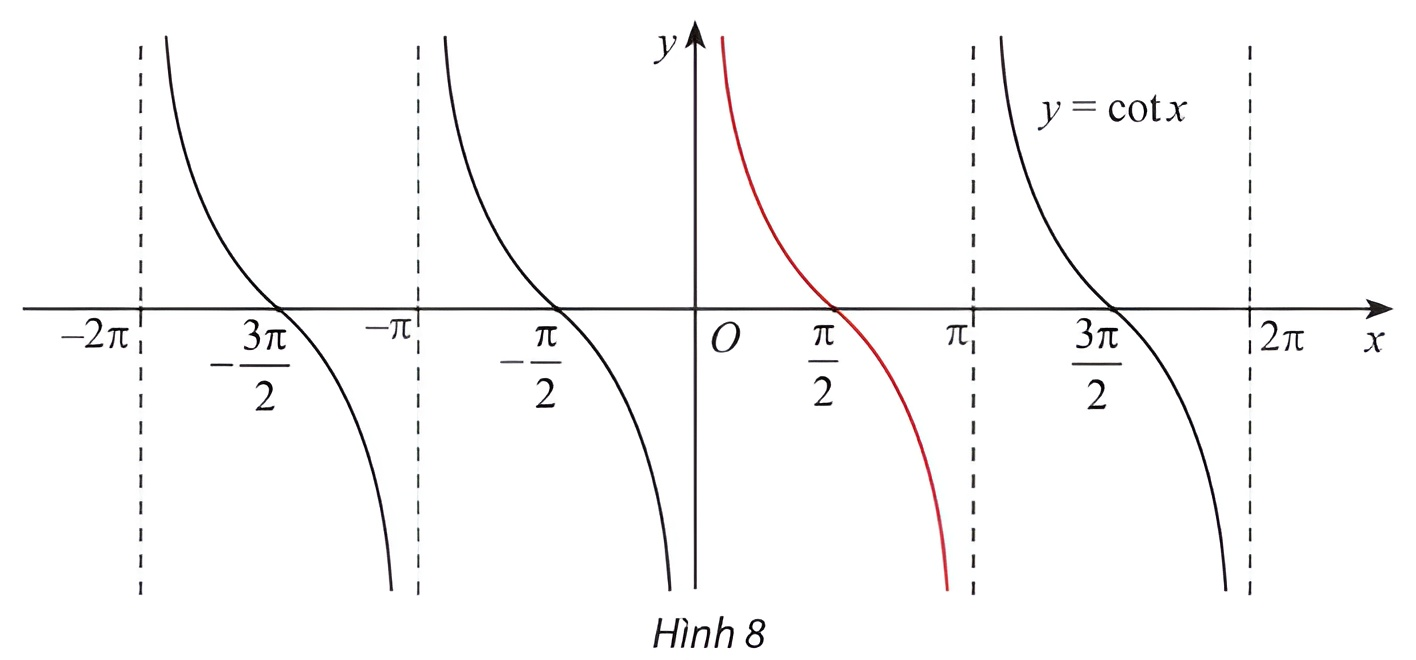 y
y = cot x
−2π
−3π/2
−π
−π/2
O
π/2
π
3π/2
2π
x
Hình 8